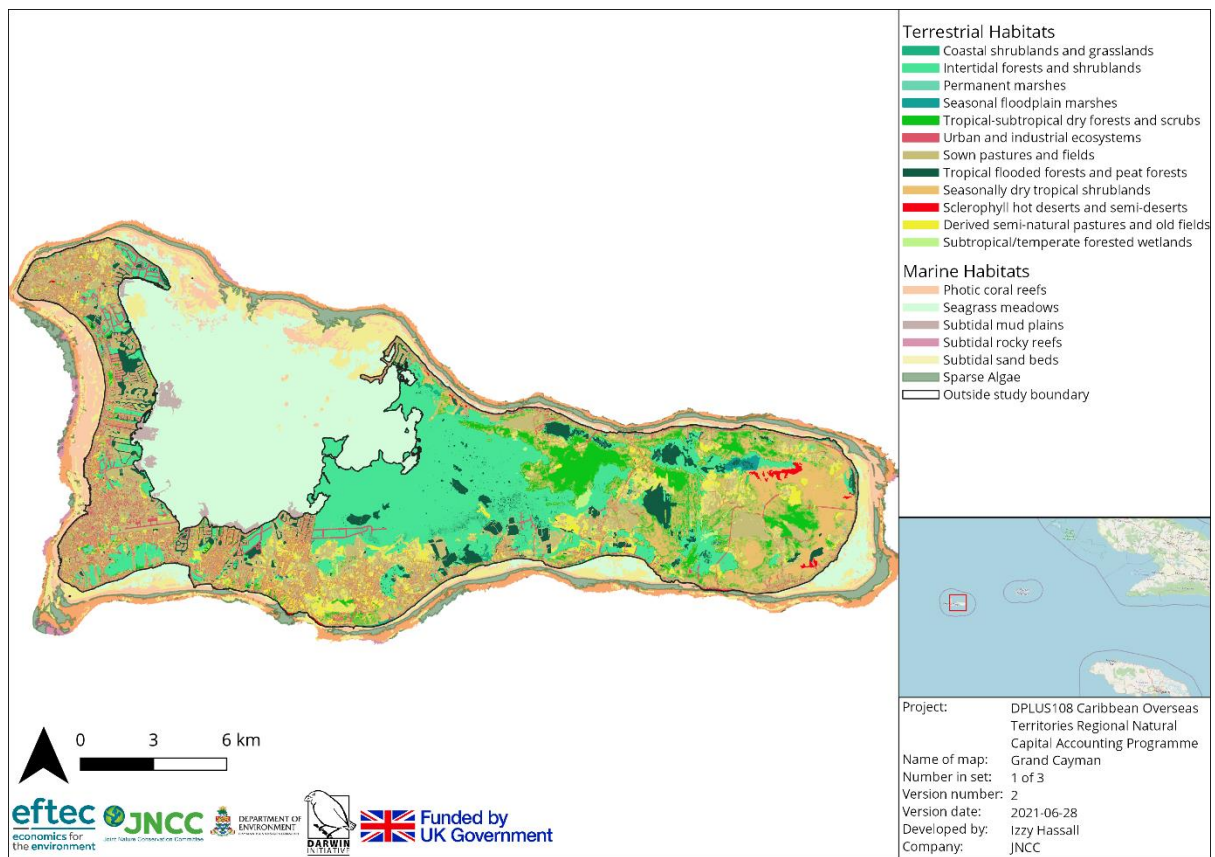 Terrestrial Habitats
Coastal shrublands and grasslands
Intertidal forests and shrublands
Permanent marshes
Seasonal floodplain marshes
Tropical-subtropical dry forests and scrubs
Urban and industrial ecosystems
Sown pastures and fields
Tropical flooded forests and peat forests
Seasonally dry tropical shrublands
Sclerophyll hot deserts and semi-deserts
Derived semi-natural pastures and old fields
Subtropical/temperate forested wetlands
Marine Habitats
Photic coral reefs
Seagrass meadows
Subtidal mud plains
Subtidal rocky reefs
Subtidal sand beds
Sparse Algae
Outside study boundary
Project: DPLUS108 Caribbean Overseas
Territories Regional Natural
Capital Accounting Programme
Name of map: Grand Cayman
Number in set: 1 of 3
Version number: 2
Version date: 2021-06-28
Developed by: Izzy Hassall
Company: JNCC
0 3 6 km
eftec
economics for
the environment
JNCC
Joint Nature Conservation Committee
DEPARTMENT OF
ENVIRONMENT
DARWIN
INITIATIVE
Funded by
UK Government